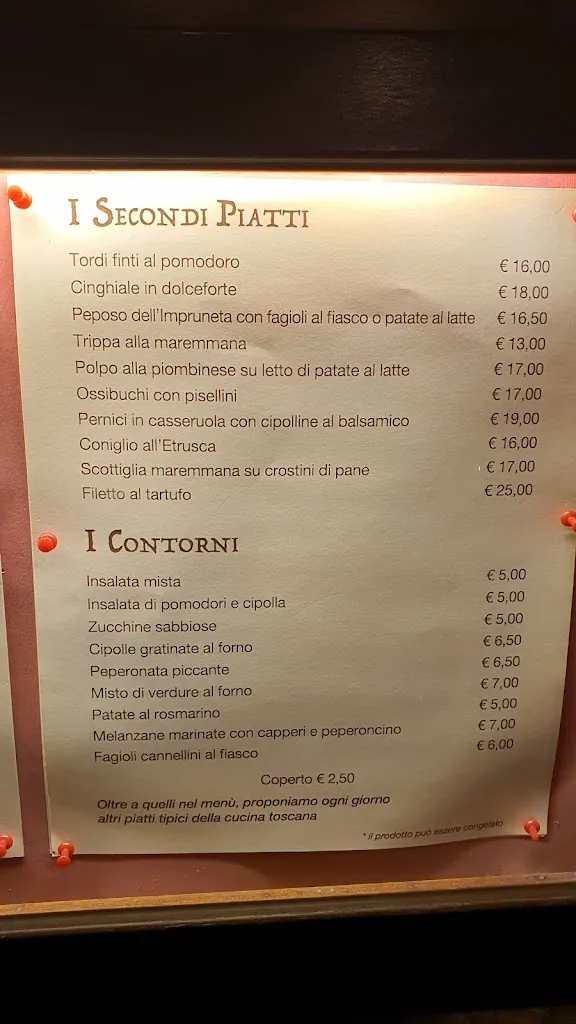 I Secondi Piatti
Tordi finti al pomodoro € 16,00
Cinghiale in dolceforte € 18,00
Peposo dell'Impruneta con fagioli al fiasco o patate al latte € 16,50
Trippa alla maremmana € 13,00
Polpo alla piombinese su letto di patate al latte € 17,00
Ossibuchi con pisellini € 17,00
Pernici in casseruola con cipolline al balsamico € 19,00
Coniglio all'Etrusca € 16,00
Scottiglia maremmana su crostini di pane € 17,00
Filetto al tartufo € 25,00
I Contorni
Insalata mista € 5,00
Insalata di pomodori e cipolla € 5,00
Zucchine sabbiose € 5,00
Cipolle gratinate al forno € 6,50
Peperonata piccante € 6,50
Misto di verdure al forno € 7,00
Patate al rosmarino € 5,00
Melanzane marinate con capperi e peperoncino € 7,00
Fagioli cannellini al fiasco € 6,00
Coperto € 2,50
Oltre a quelli nel menù, proponiamo ogni giorno
altri piatti tipici della cucina toscana
* il prodotto può essere congelato